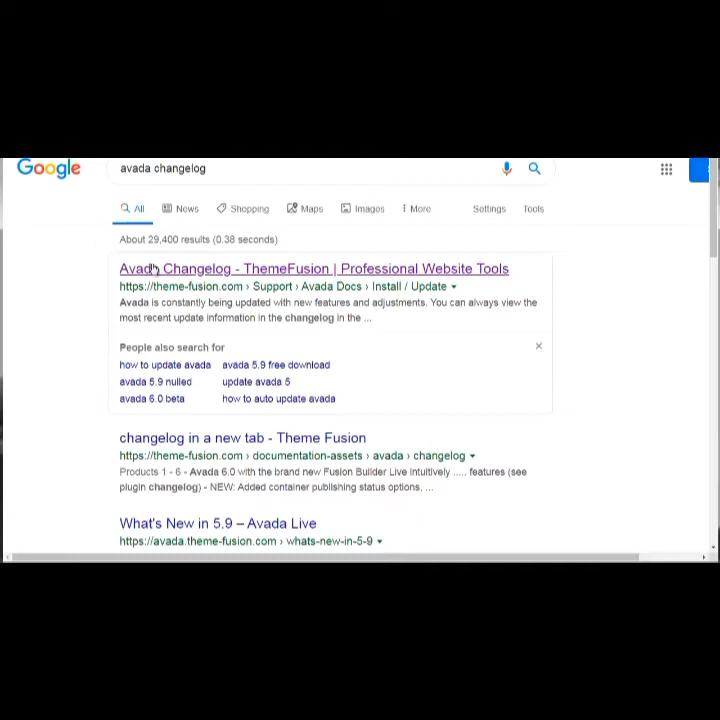 Google
avada changelog
All News Shopping Maps Images More Settings Tools
About 29,400 results (0.38 seconds)
Avada Changelog - ThemeFusion | Professional Website Tools
https://theme-fusion.com › Support › Avada Docs › Install / Update
Avada is constantly being updated with new features and adjustments. You can always view the
most recent update information in the changelog in the ...
People also search for
how to update avada avada 5.9 free download
avada 5.9 nulled update avada 5
avada 6.0 beta how to auto update avada
changelog in a new tab - Theme Fusion
https://theme-fusion.com › documentation-assets › avada › changelog
Products 1 - 6 - Avada 6.0 with the brand new Fusion Builder Live Intuitively ..... features (see
plugin changelog) - NEW: Added container publishing status options, ...
What's New in 5.9 – Avada Live
https://avada.theme-fusion.com › whats-new-in-5-9